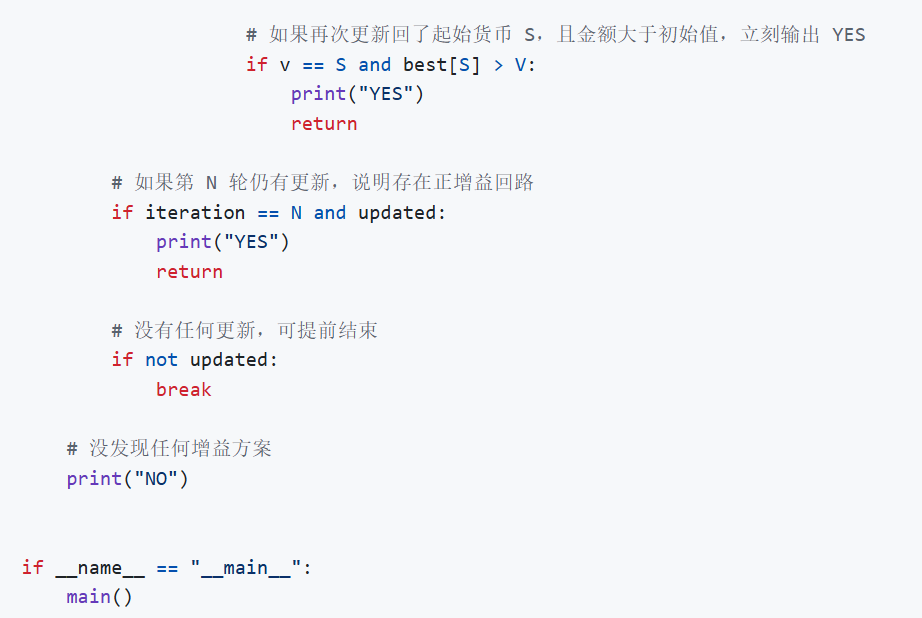 # 如果再次更新回了起始货币 S，且金额大于初始值，立刻输出 YES
if v == S and best[S] > V:
print("YES")
return
# 如果第 N 轮仍有更新，说明存在正增益回路
if iteration == N and updated:
print("YES")
return
# 没有任何更新，可提前结束
if not updated:
break
# 没发现任何增益方案
print("NO")
if __name__ == "__main__":
main()